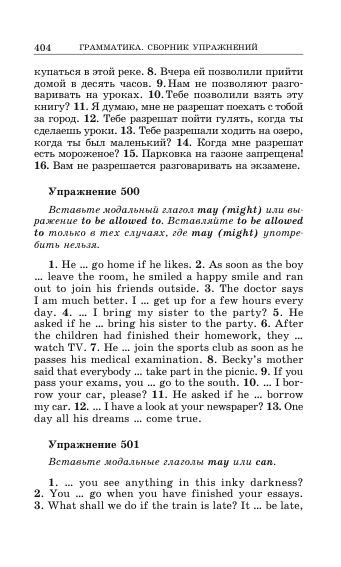 404 ГРАММАТИКА. СБОРНИК УПРАЖНЕНИЙ
купаться в этой реке. 8. Вчера ей позволили прийти
домой в десять часов. 9. Нам не позволяют разго-
варивать на уроках. 10. Тебе позволили взять эту
книгу? 11. Я думаю, мне не разрешат поехать с тобой
за город. 12. Тебе разрешат пойти гулять, когда ты
сделаешь уроки. 13. Тебе разрешали ходить на озеро,
когда ты был маленький? 14. Когда мне разрешат
есть мороженое? 15. Парковка на газоне запрещена!
16. Вам не разрешается разговаривать на экзамене.
Упражнение 500
Вставьте модальный глагол may (might) или вы-
ражение to be allowed to. Вставляйте to be allowed
to только в тех случаях, где may (might) употре-
бить нельзя.
1. He ... go home if he likes. 2. As soon as the boy
... leave the room, he smiled a happy smile and ran
out to join his friends outside. 3. The doctor says
I am much better. I ... get up for a few hours every
day. 4. ... I bring my sister to the party? 5. He
asked if he ... bring his sister to the party. 6. After
the children had finished their homework, they ...
watch TV. 7. He ... join the sports club as soon as he
passes his medical examination. 8. Becky's mother
said that everybody ... take part in the picnic. 9. If you
pass your exams, you ... go to the south. 10. ... I bor-
row your car, please? 11. He asked if he ... borrow
my car. 12. ... I have a look at your newspaper? 13. One
day all his dreams ... come true.
Упражнение 501
Вставьте модальные глаголы may или can.
1. ... you see anything in this inky darkness?
2. You ... go when you have finished your essays.
3. What shall we do if the train is late? It ... be late,